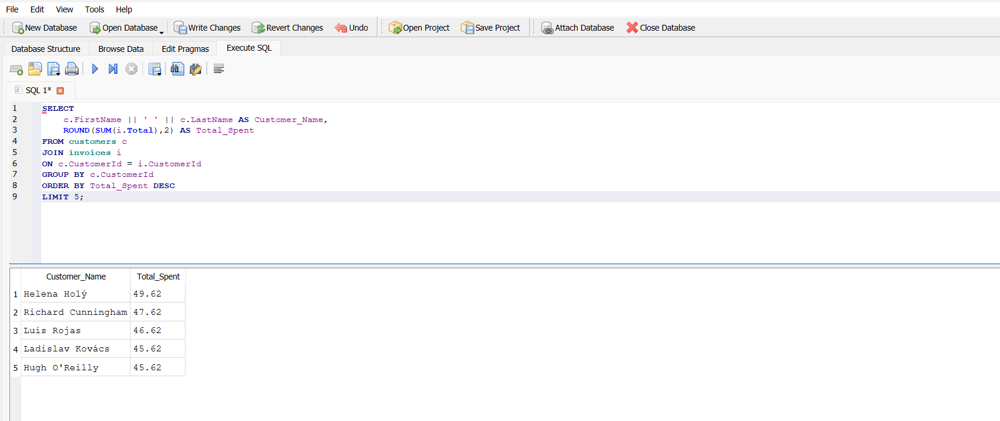 File Edit View Tools Help
New Database Open Database Write Changes Revert Changes Undo Open Project Save Project Attach Database Close Database
Database Structure Browse Data Edit Pragmas Execute SQL
SQL 1*
1 SELECT
2 c.FirstName || ' ' || c.LastName AS Customer_Name,
3 ROUND(SUM(i.Total),2) AS Total_Spent
4 FROM customers c
5 JOIN invoices i
6 ON c.CustomerId = i.CustomerId
7 GROUP BY c.CustomerId
8 ORDER BY Total_Spent DESC
9 LIMIT 5;
Customer_Name Total_Spent
1 Helena Holý 49.62
2 Richard Cunningham 47.62
3 Luis Rojas 46.62
4 Ladislav Kovács 45.62
5 Hugh O'Reilly 45.62